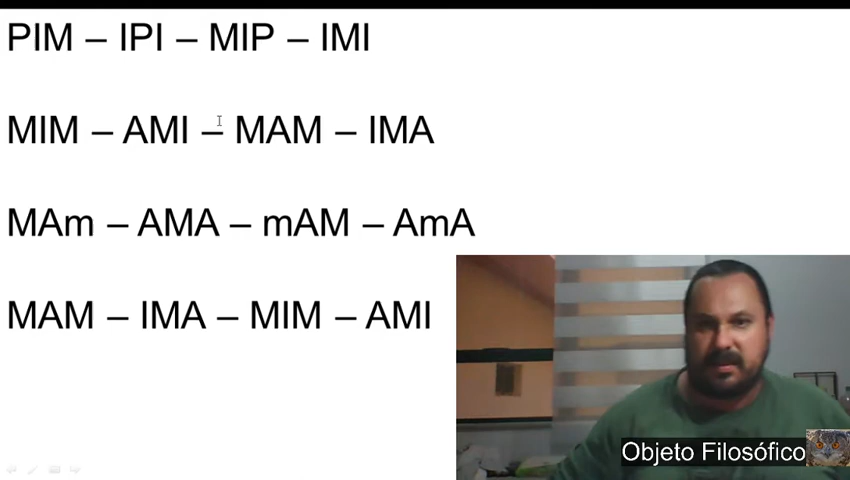 PIM – IPI – MIP – IMI
MIM – AMI – MAM – IMA
MAm – AMA – mAM – AmA
MAM – IMA – MIM – AMI
Objeto Filosófico